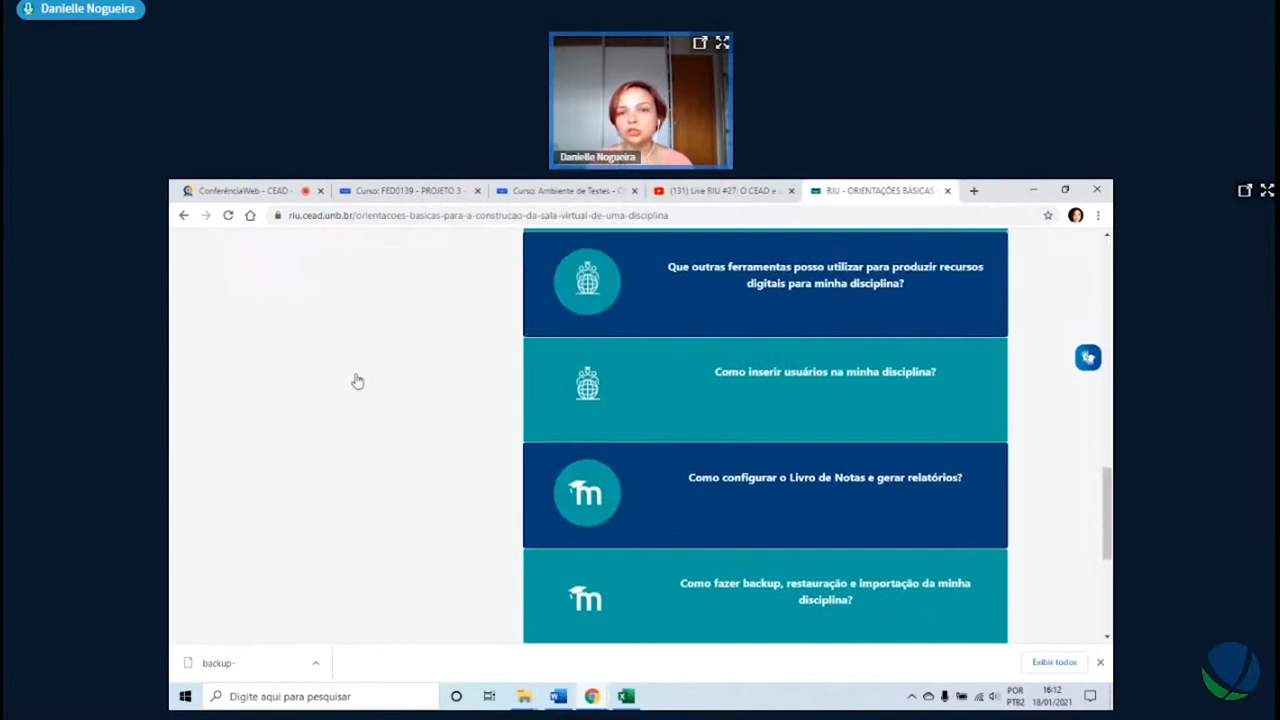 Danielle Nogueira
Danielle Nogueira
ConferênciaWeb - CEAD -
Curso: FED0139 - PROJETO 3 -
Curso: Ambiente de Testes - C
(131) Live RIU #27: O CEAD e
RIU - ORIENTAÇÕES BÁSICAS
riu.cead.unb.br/orientacoes-basicas-para-a-construcao-da-sala-virtual-de-uma-disciplina
Que outras ferramentas posso utilizar para produzir recursos
digitais para minha disciplina?
Como inserir usuários na minha disciplina?
m
Como configurar o Livro de Notas e gerar relatórios?
m
Como fazer backup, restauração e importação da minha
disciplina?
backup-
Exibir todos
Digite aqui para pesquisar
POR
PTB2
16:12
18/01/2021